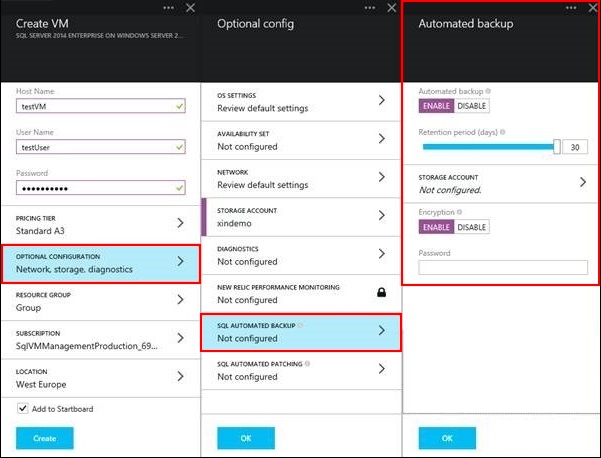 Create VM
SQL SERVER 2014 ENTERPRISE ON WINDOWS SERVER 2...
Host Name
testVM
User Name
testUser
Password
PRICING TIER
Standard A3
OPTIONAL CONFIGURATION
Network, storage, diagnostics
RESOURCE GROUP
Group
SUBSCRIPTION
SqlVMManagementProduction_69...
LOCATION
West Europe
Add to Startboard
Create
Optional config
OS SETTINGS
Review default settings
AVAILABILITY SET
Not configured
NETWORK
Review default settings
STORAGE ACCOUNT
xindemo
DIAGNOSTICS
Not configured
NEW RELIC PERFORMANCE MONITORING
Not configured
SQL AUTOMATED BACKUP
Not configured
SQL AUTOMATED PATCHING
Not configured
OK
Automated backup
Automated backup
ENABLE DISABLE
Retention period (days)
30
STORAGE ACCOUNT
Not configured.
Encryption
ENABLE DISABLE
Password
OK